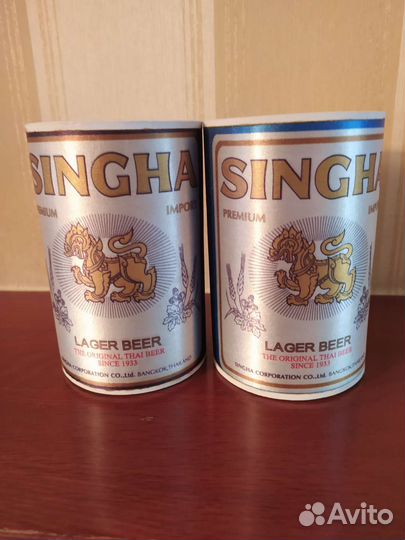 SINGHA
PREMIUM IMPORT
LAGER BEER
THE ORIGINAL THAI BEER
SINCE 1933
SINGHA CORPORATION CO.,Ltd. BANGKOK, THAILAND
SINGHA
PREMIUM IMPO
LAGER BEER
THE ORIGINAL THAI BEER
SINCE 1933
SINGHA CORPORATION CO.,Ltd. BANGKOK, THAILAND
Avito